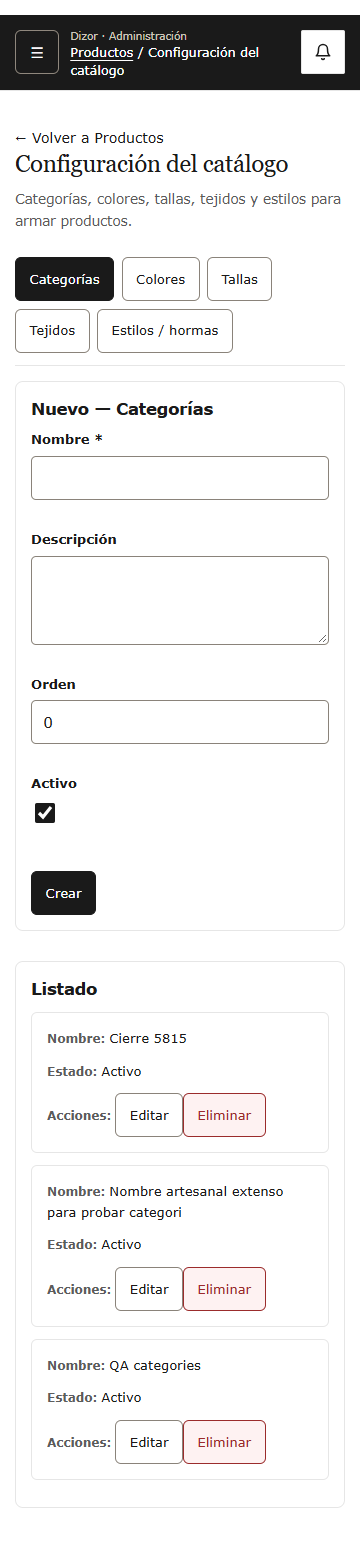 ☰
Dizor · Administración
Productos / Configuración del
catálogo
← Volver a Productos
Configuración del catálogo
Categorías, colores, tallas, tejidos y estilos para
armar productos.
Categorías
Colores
Tallas
Tejidos
Estilos / hormas
Nuevo — Categorías
Nombre *
Descripción
Orden
0
Activo
Crear
Listado
Nombre: Cierre 5815
Estado: Activo
Acciones: Editar Eliminar
Nombre: Nombre artesanal extenso
para probar categori
Estado: Activo
Acciones: Editar Eliminar
Nombre: QA categories
Estado: Activo
Acciones: Editar Eliminar